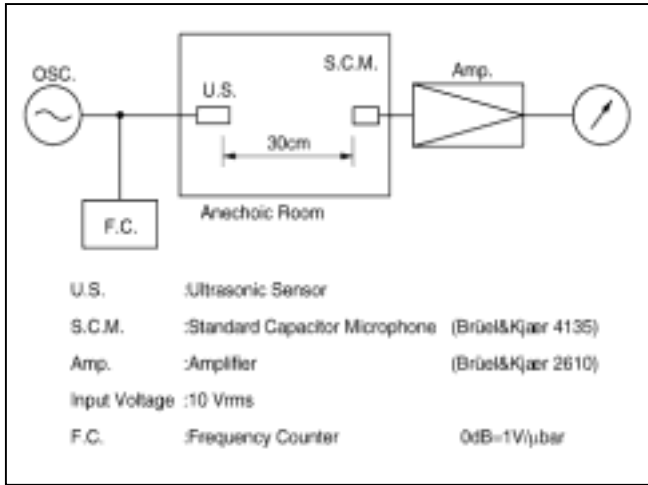 OSC.
U.S.
S.C.M.
Amp.
30cm
F.C.
Anechoic Room
U.S. :Ultrasonic Sensor
S.C.M. :Standard Capacitor Microphone (Brüel&Kjær 4135)
Amp. :Amplifier (Brüel&Kjær 2610)
Input Voltage :10 Vrms
F.C. :Frequency Counter 0dB=1V/μbar